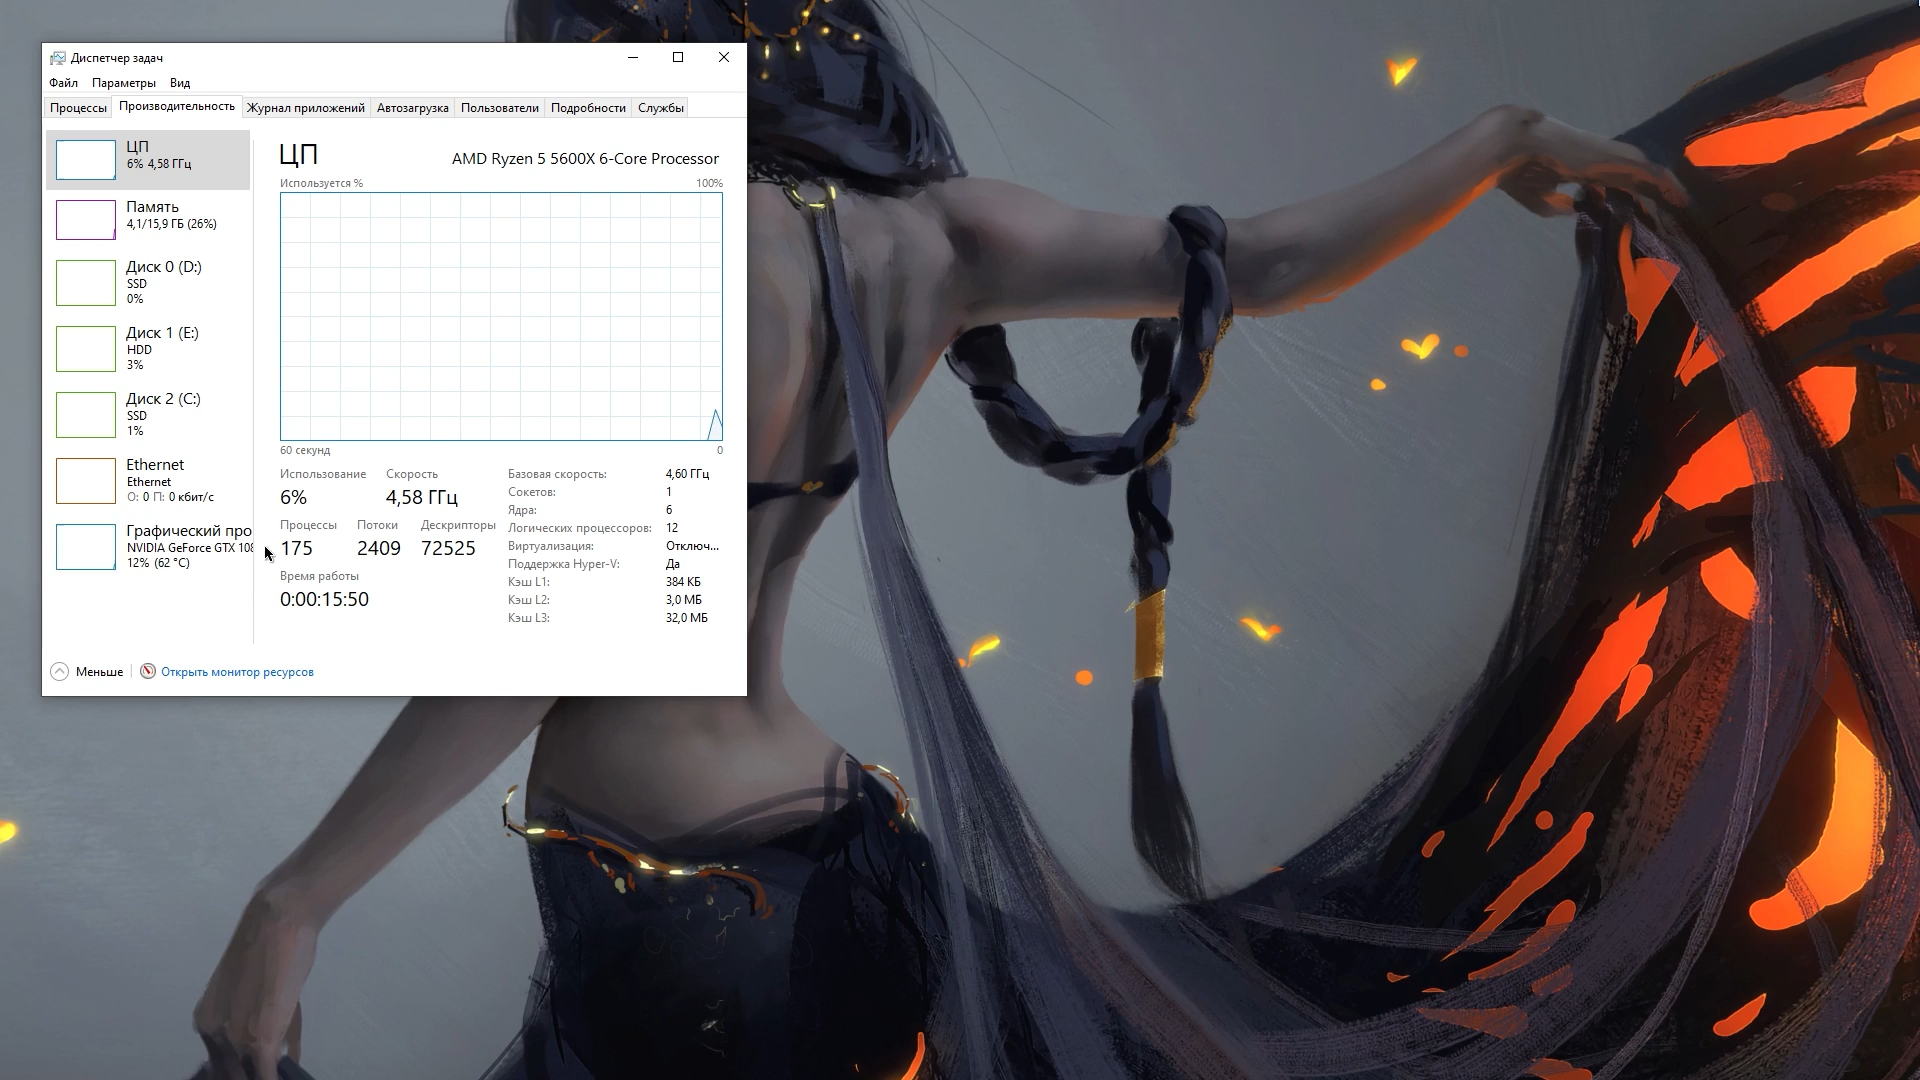 Диспетчер задач
Файл Параметры Вид
Процессы Производительность Журнал приложений Автозагрузка Пользователи Подробности Службы
ЦП
6% 4,58 ГГц
Память
4,1/15,9 ГБ (26%)
Диск 0 (D:)
SSD
0%
Диск 1 (E:)
HDD
3%
Диск 2 (C:)
SSD
1%
Ethernet
Ethernet
О: 0 П: 0 кбит/с
Графический про
NVIDIA GeForce GTX 108
12% (62 °C)
ЦП AMD Ryzen 5 5600X 6-Core Processor
Используется % 100%
60 секунд 0
Использование Скорость
6% 4,58 ГГц
Процессы Потоки Дескрипторы
175 2409 72525
Время работы
0:00:15:50
Базовая скорость: 4,60 ГГц
Сокетов: 1
Ядра: 6
Логических процессоров: 12
Виртуализация: Отключ...
Поддержка Hyper-V: Да
Кэш L1: 384 КБ
Кэш L2: 3,0 МБ
Кэш L3: 32,0 МБ
Меньше Открыть монитор ресурсов